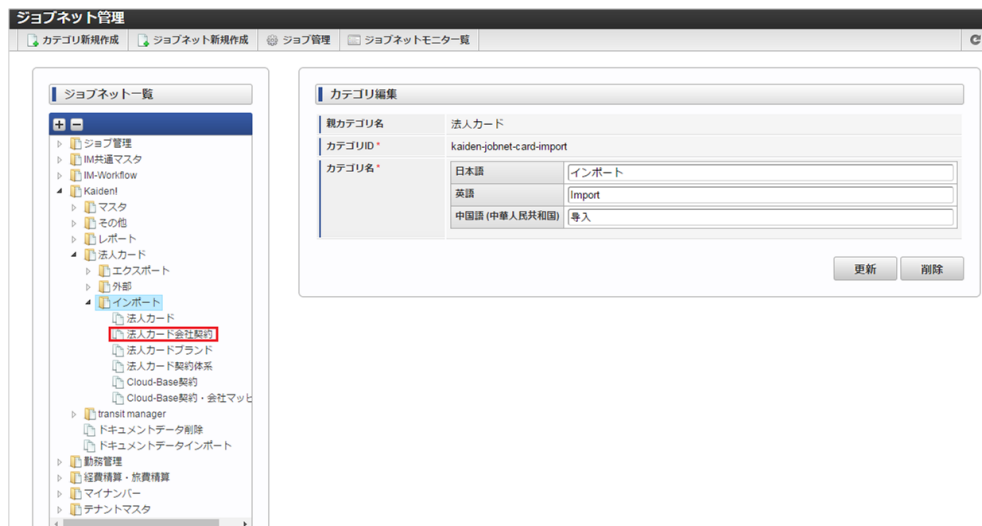 ジョブネット管理
カテゴリ新規作成
ジョブネット新規作成
ジョブ管理
ジョブネットモニター覧
ジョブネット一覧
ジョブ管理
IM共通マスタ
IM-Workflow
Kaiden!
マスタ
その他
レポート
法人カード
エクスポート
外部
インポート
法人カード
法人カード会社契約
法人カードブランド
法人カード契約体系
Cloud-Base契約
Cloud-Base契約・会社マッピ
transit manager
ドキュメントデータ削除
ドキュメントデータインポート
勤務管理
経費精算・旅費精算
マイナンバー
テナントマスタ
カテゴリ編集
親カテゴリ名 法人カード
カテゴリID * kaiden-jobnet-card-import
カテゴリ名 *
日本語 インポート
英語 Import
中国語 (中華人民共和国) 导入
更新 削除